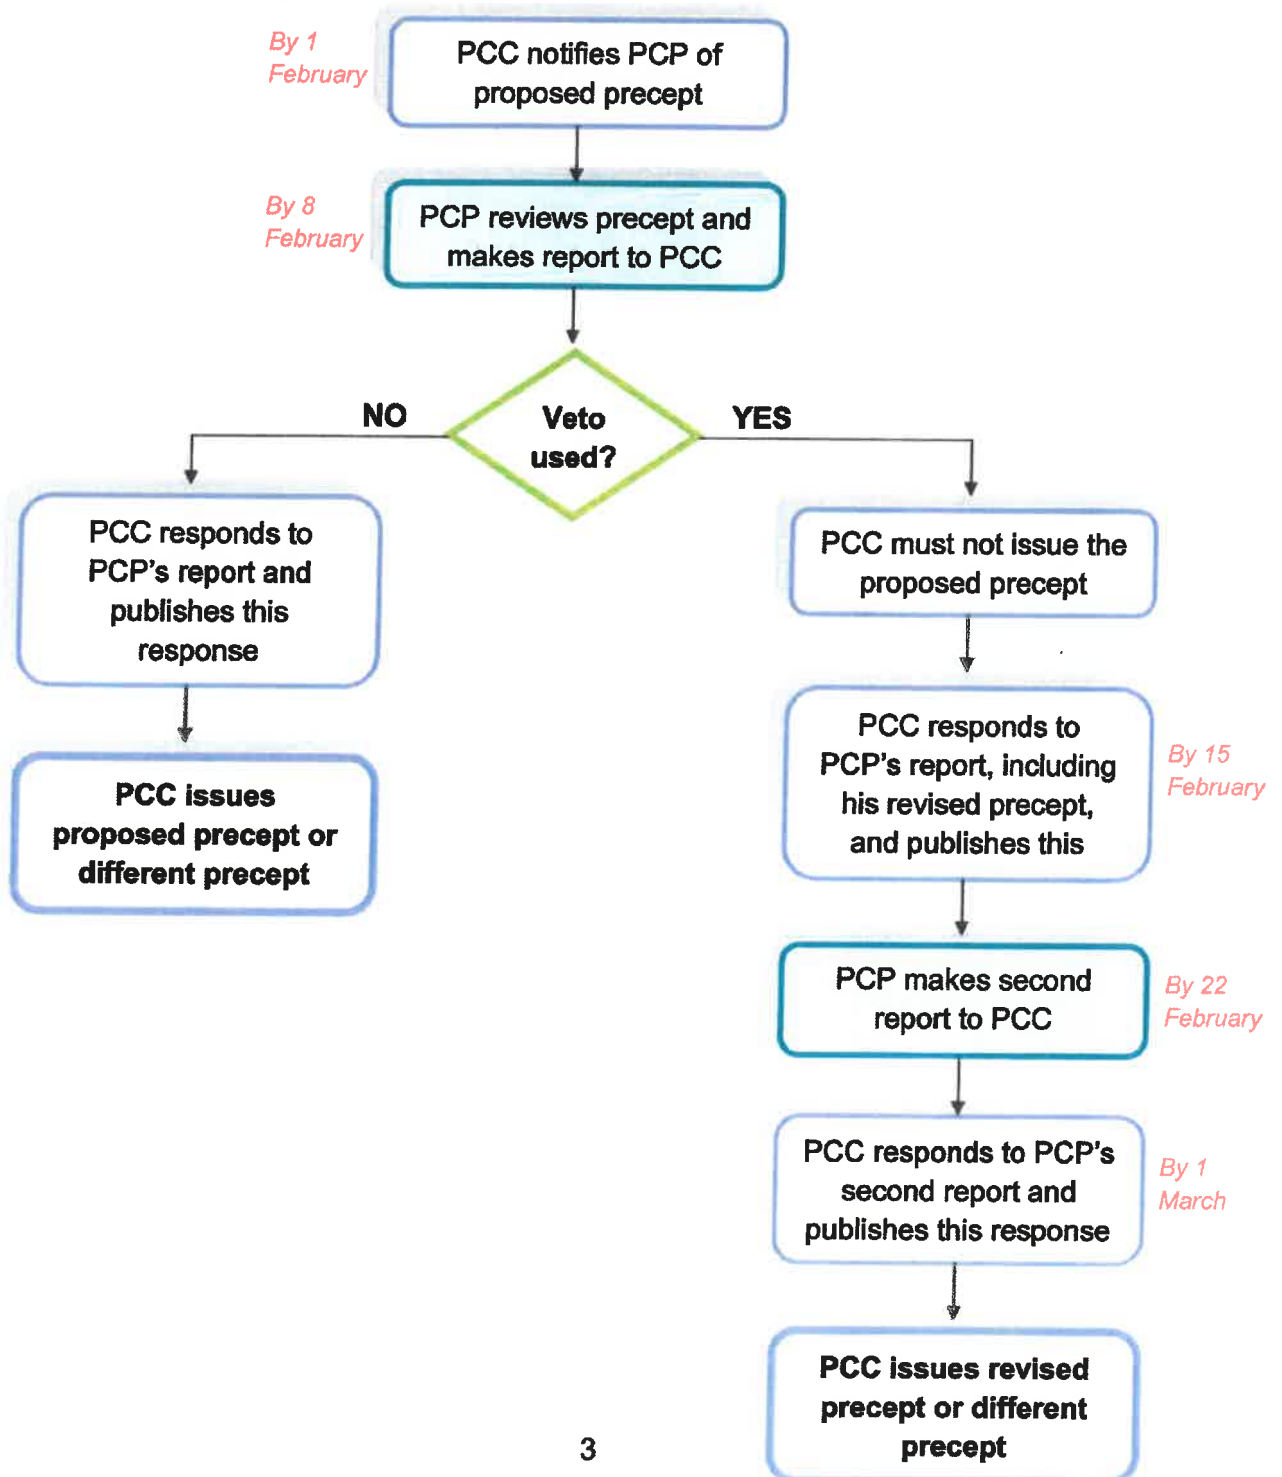 By 1
February
PCC notifies PCP of
proposed precept
By 8
February
PCP reviews precept and
makes report to PCC
Veto
used?
NO
YES
PCC responds to
PCP's report and
publishes this
response
PCC issues
proposed precept or
different precept
PCC must not issue the
proposed precept
PCC responds to
PCP's report, including
his revised precept,
and publishes this
By 15
February
PCP makes second
report to PCC
By 22
February
PCC responds to PCP's
second report and
publishes this response
By 1
March
PCC issues revised
precept or different
precept
3